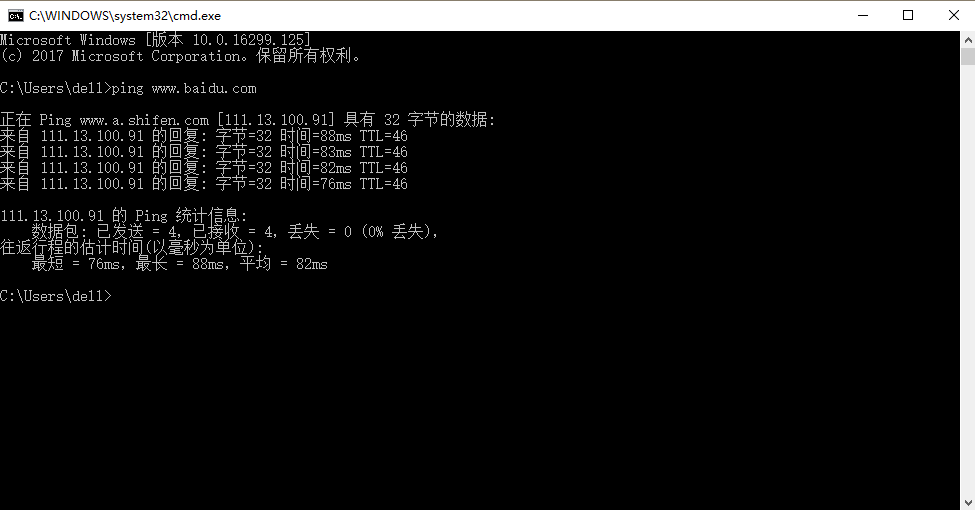 C:\WINDOWS\system32\cmd.exe
Microsoft Windows [版本 10.0.16299.125]
(c) 2017 Microsoft Corporation。保留所有权利。
C:\Users\dell>ping www.baidu.com
正在 Ping www.a.shifen.com [111.13.100.91] 具有 32 字节的数据:
来自 111.13.100.91 的回复: 字节=32 时间=88ms TTL=46
来自 111.13.100.91 的回复: 字节=32 时间=83ms TTL=46
来自 111.13.100.91 的回复: 字节=32 时间=82ms TTL=46
来自 111.13.100.91 的回复: 字节=32 时间=76ms TTL=46
111.13.100.91 的 Ping 统计信息:
数据包: 已发送 = 4，已接收 = 4，丢失 = 0 (0% 丢失)，
往返行程的估计时间(以毫秒为单位):
最短 = 76ms，最长 = 88ms，平均 = 82ms
C:\Users\dell>